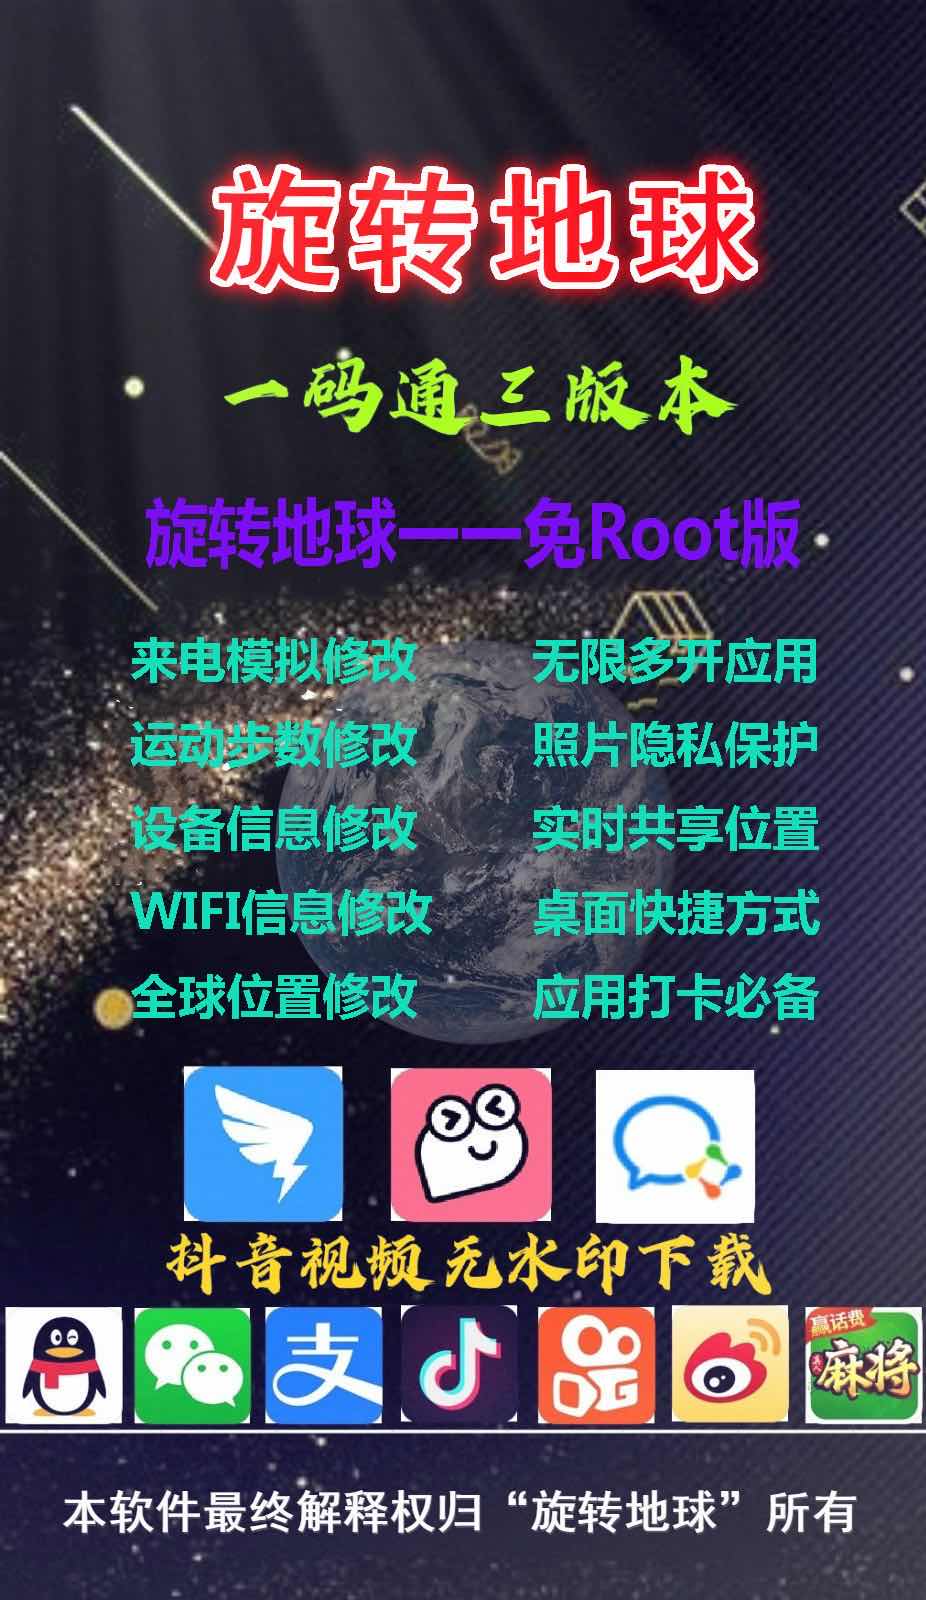 旋转地球
一码通三版本
旋转地球一一免Root版
来电模拟修改 无限多开应用
运动步数修改 照片隐私保护
设备信息修改 实时共享位置
WIFI信息修改 桌面快捷方式
全球位置修改 应用打卡必备
抖音视频无水印下载
支
赢话费
真人
麻将
本软件最终解释权归“旋转地球”所有